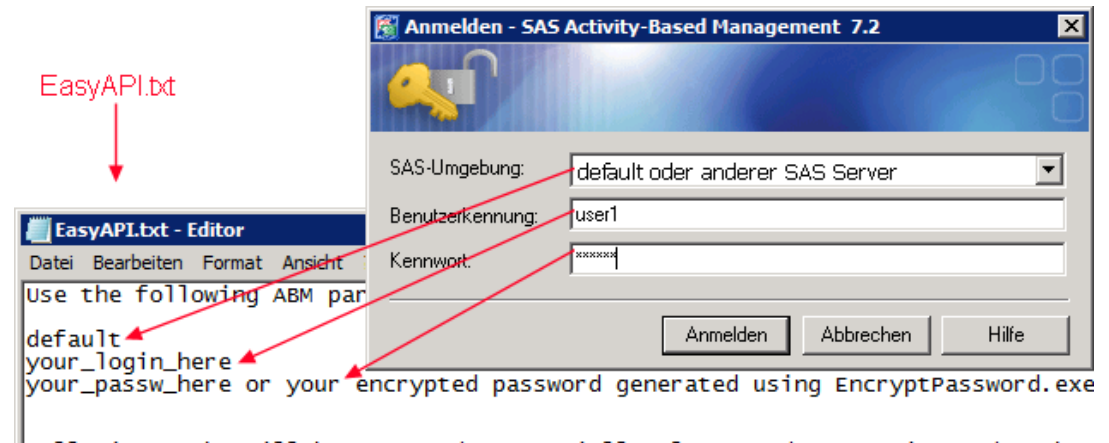 Anmelden - SAS Activity-Based Management 7.2
EasyAPI.txt
SAS-Umgebung:
default oder anderer SAS Server
Benutzerkennung:
user1
Kennwort:
******
Anmelden Abbrechen Hilfe
EasyAPI.txt - Editor
Datei Bearbeiten Format Ansicht
Use the following ABM par
default
your_login_here
your_passw_here or your encrypted password generated using EncryptPassword.exe